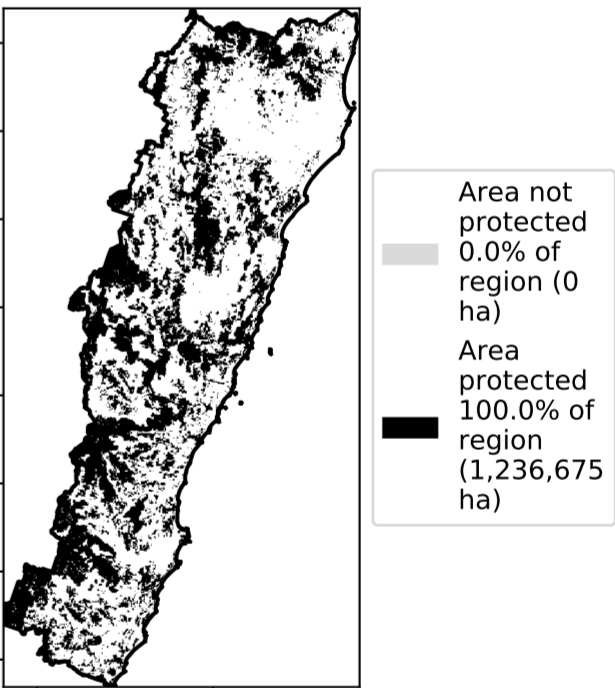 Area not
protected
0.0% of
region (0
ha)
Area
protected
100.0% of
region
(1,236,675
ha)